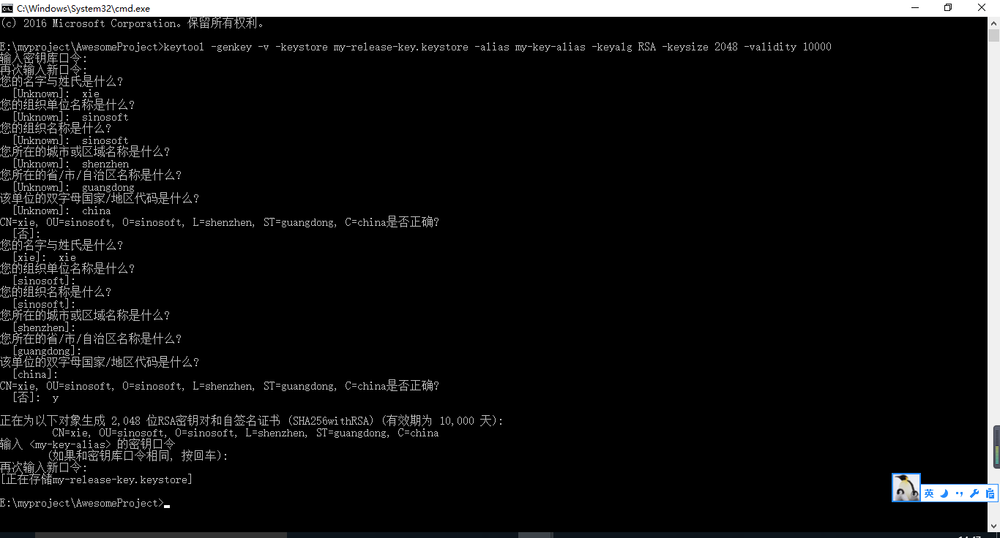 C:\Windows\System32\cmd.exe
(c) 2016 Microsoft Corporation。保留所有权利。
E:\myproject\AwesomeProject>keytool -genkey -v -keystore my-release-key.keystore -alias my-key-alias -keyalg RSA -keysize 2048 -validity 10000
输入密钥库口令:
再次输入新口令:
您的名字与姓氏是什么?
[Unknown]: xie
您的组织单位名称是什么?
[Unknown]: sinosoft
您的组织名称是什么?
[Unknown]: sinosoft
您所在的城市或区域名称是什么?
[Unknown]: shenzhen
您所在的省/市/自治区名称是什么?
[Unknown]: guangdong
该单位的双字母国家/地区代码是什么?
[Unknown]: china
CN=xie, OU=sinosoft, O=sinosoft, L=shenzhen, ST=guangdong, C=china是否正确?
[否]:
您的名字与姓氏是什么?
[xie]: xie
您的组织单位名称是什么?
[sinosoft]:
您的组织名称是什么?
[sinosoft]:
您所在的城市或区域名称是什么?
[shenzhen]:
您所在的省/市/自治区名称是什么?
[guangdong]:
该单位的双字母国家/地区代码是什么?
[china]:
CN=xie, OU=sinosoft, O=sinosoft, L=shenzhen, ST=guangdong, C=china是否正确?
[否]: y
正在为以下对象生成 2,048 位RSA密钥对和自签名证书 (SHA256withRSA) (有效期为 10,000 天):
CN=xie, OU=sinosoft, O=sinosoft, L=shenzhen, ST=guangdong, C=china
输入 <my-key-alias> 的密钥口令
(如果和密钥库口令相同, 按回车):
再次输入新口令:
[正在存储my-release-key.keystore]
E:\myproject\AwesomeProject>
英